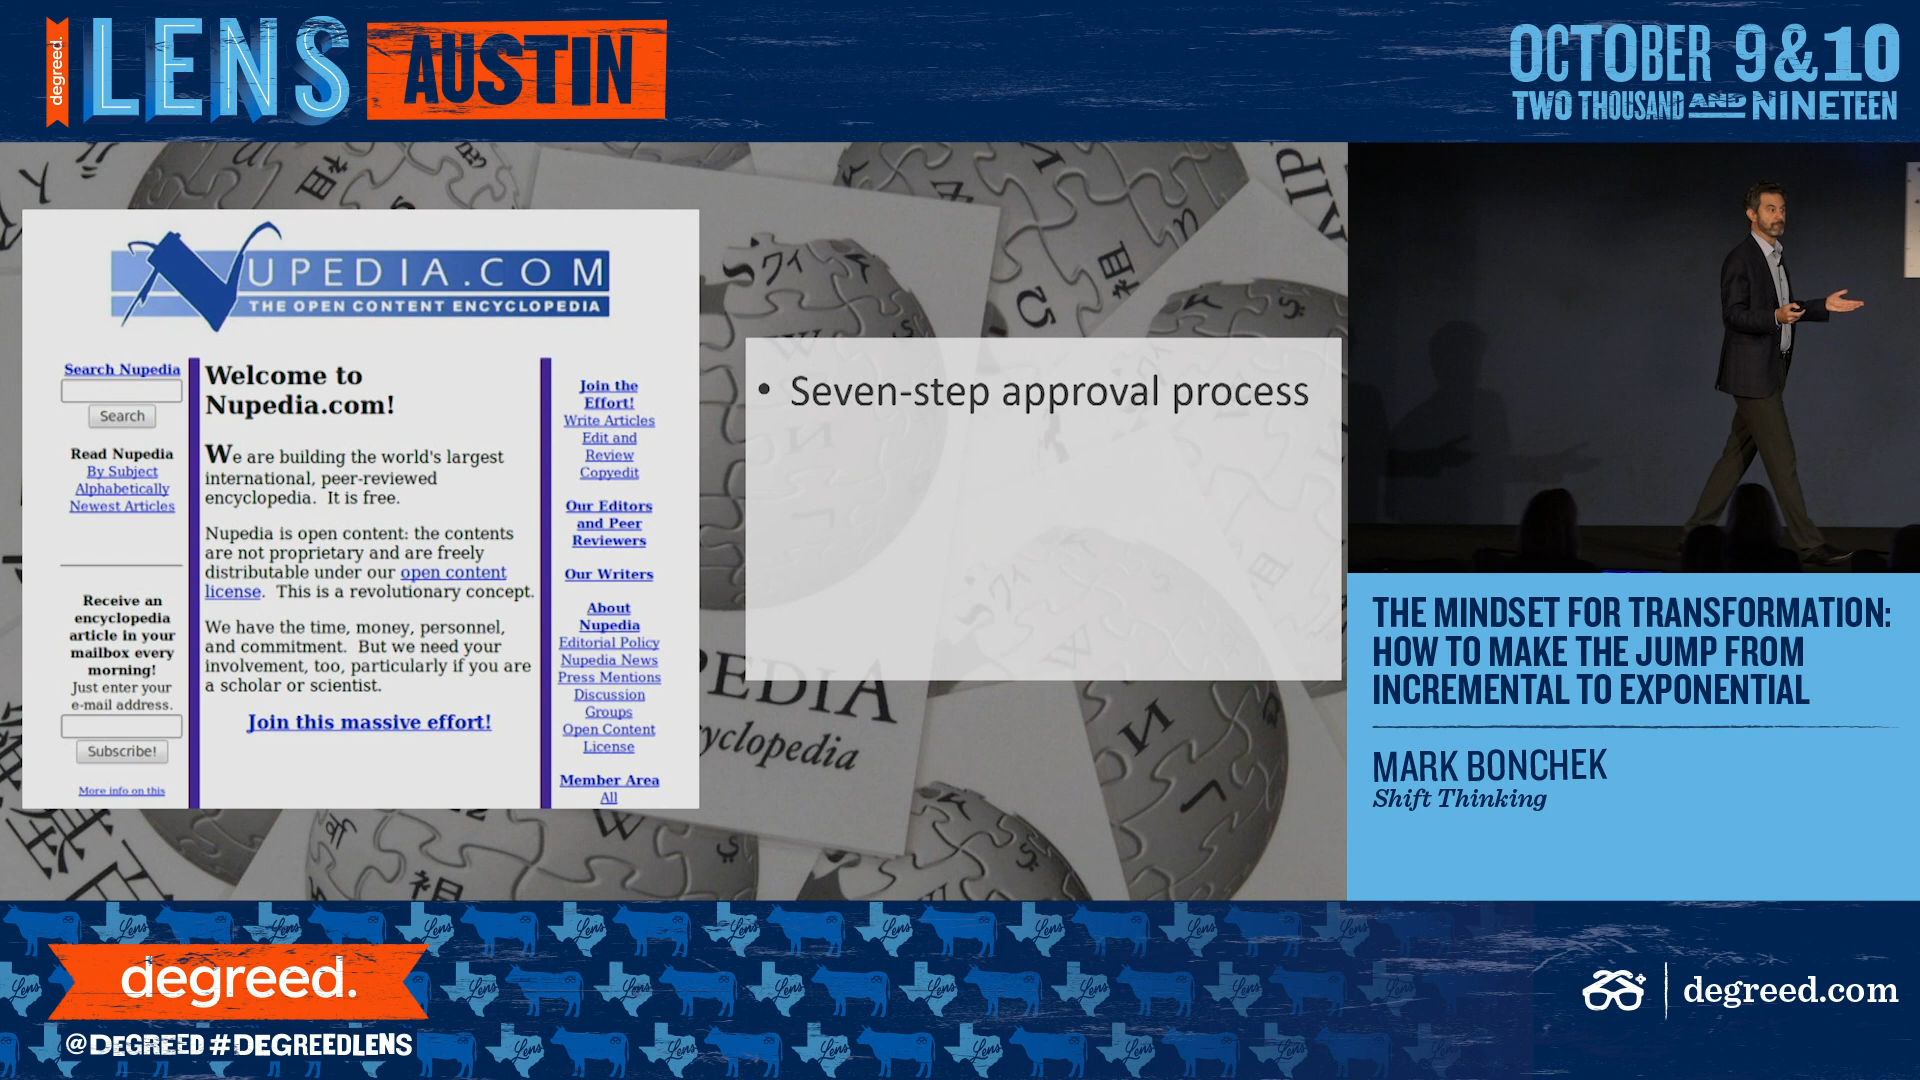 degreed.
LENS
AUSTIN
OCTOBER 9&10
TWO THOUSAND AND NINETEEN
NUPEDIA.COM
THE OPEN CONTENT ENCYCLOPEDIA
Search Nupedia
Search
Read Nupedia
By Subject
Alphabetically
Newest Articles
Receive an
encyclopedia
article in your
mailbox every
morning!
Just enter your
e-mail address.
Subscribe!
More info on this
Welcome to
Nupedia.com!
We are building the world's largest
international, peer-reviewed
encyclopedia. It is free.
Nupedia is open content: the contents
are not proprietary and are freely
distributable under our open content
license. This is a revolutionary concept.
We have the time, money, personnel,
and commitment. But we need your
involvement, too, particularly if you are
a scholar or scientist.
Join this massive effort!
Join the
Effort!
Write Articles
Edit and
Review
Copyedit
Our Editors
and Peer
Reviewers
Our Writers
About
Nupedia
Editorial Policy
Nupedia News
Press Mentions
Discussion
Groups
Open Content
License
Member Area
All
• Seven-step approval process
PEDIA
yclopedia
THE MINDSET FOR TRANSFORMATION:
HOW TO MAKE THE JUMP FROM
INCREMENTAL TO EXPONENTIAL
MARK BONCHEK
Shift Thinking
degreed.
@DEGREED #DEGREEDLENS
degreed.com